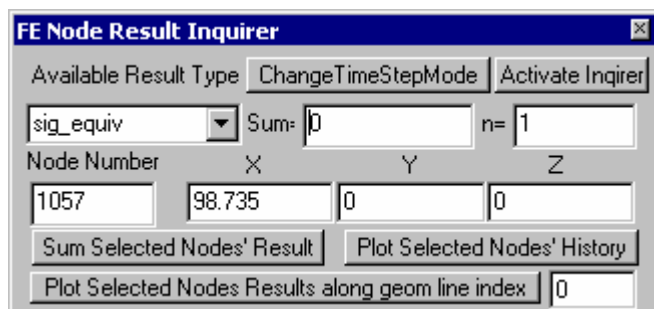 FE Node Result Inquirer
Available Result Type ChangeTimeStepMode Activate Inqirer
sig_equiv Sum= 0 n= 1
Node Number X Y Z
1057 98.735 0 0
Sum Selected Nodes' Result Plot Selected Nodes' History
Plot Selected Nodes Results along geom line index 0